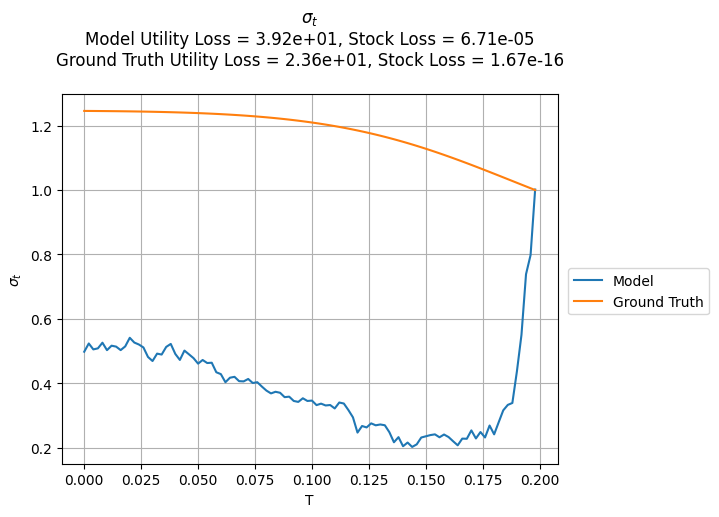 σₜ
Model Utility Loss = 3.92e+01, Stock Loss = 6.71e-05
Ground Truth Utility Loss = 2.36e+01, Stock Loss = 1.67e-16
1.2
1.0
0.8
0.6
0.4
0.2
σₜ
0.000 0.025 0.050 0.075 0.100 0.125 0.150 0.175 0.200
T
Model
Ground Truth